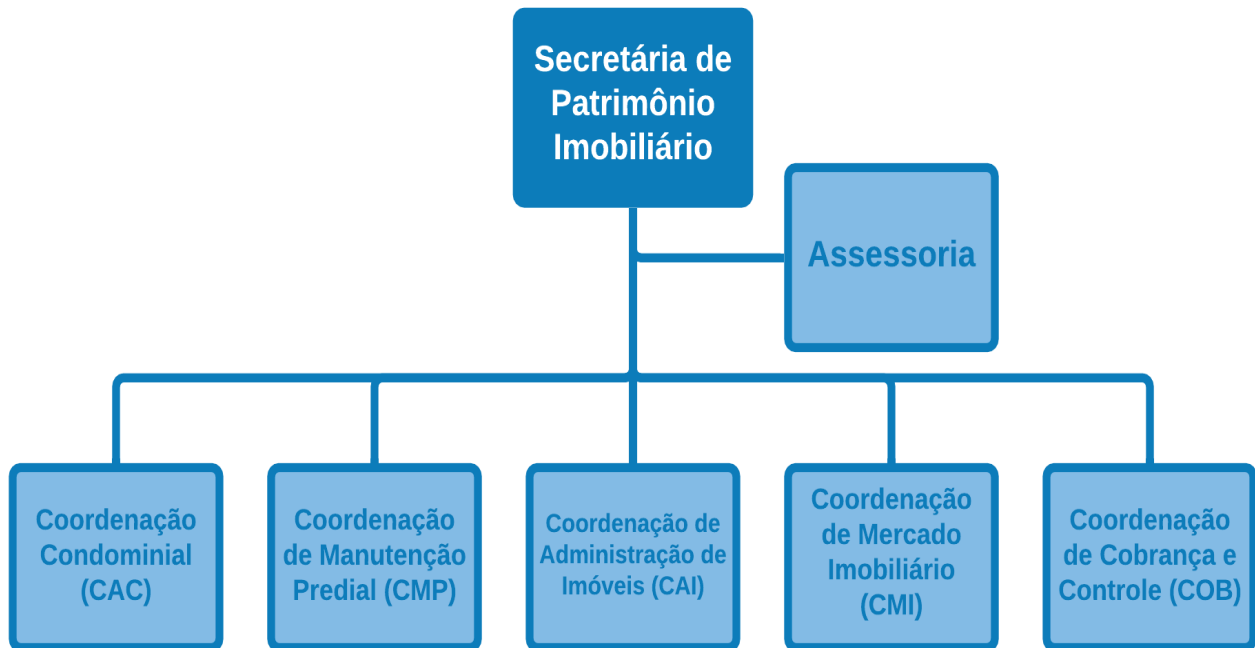 Secretária de
Patrimônio
Imobiliário
Assessoria
Coordenação
Condominial
(CAC)
Coordenação
de Manutenção
Predial (CMP)
Coordenação de
Administração de
Imóveis (CAI)
Coordenação
de Mercado
Imobiliário
(CMI)
Coordenação
de Cobrança e
Controle (COB)